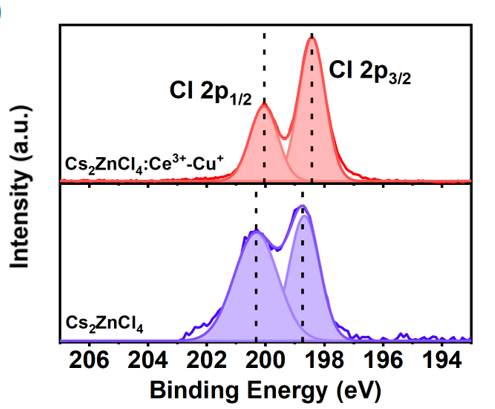 Cl 2p3/2
Cl 2p1/2
Cs2ZnCl4:Ce3+-Cu+
Cs2ZnCl4
Intensity (a.u.)
206 204 202 200 198 196 194
Binding Energy (eV)